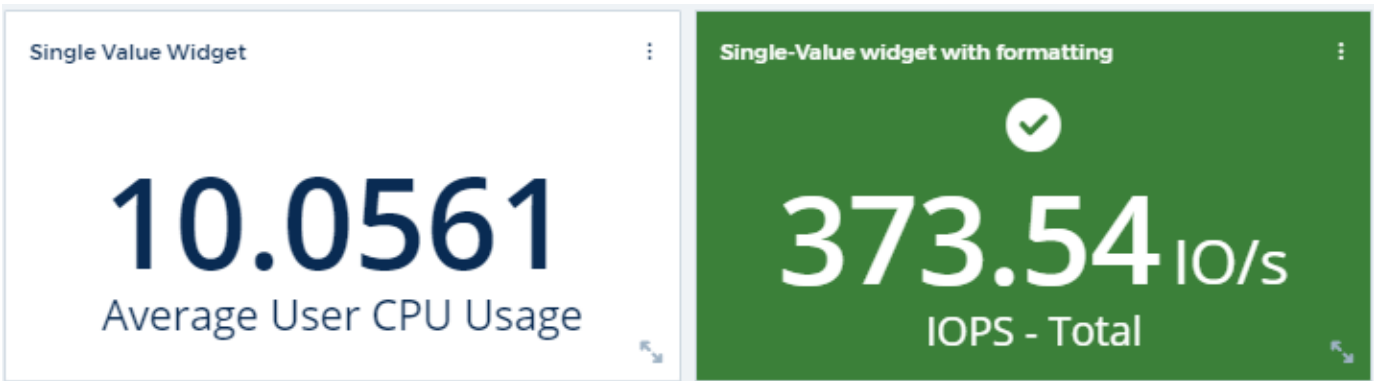 Single Value Widget
10.0561
Average User CPU Usage
Single-Value widget with formatting
373.54 IO/s
IOPS - Total